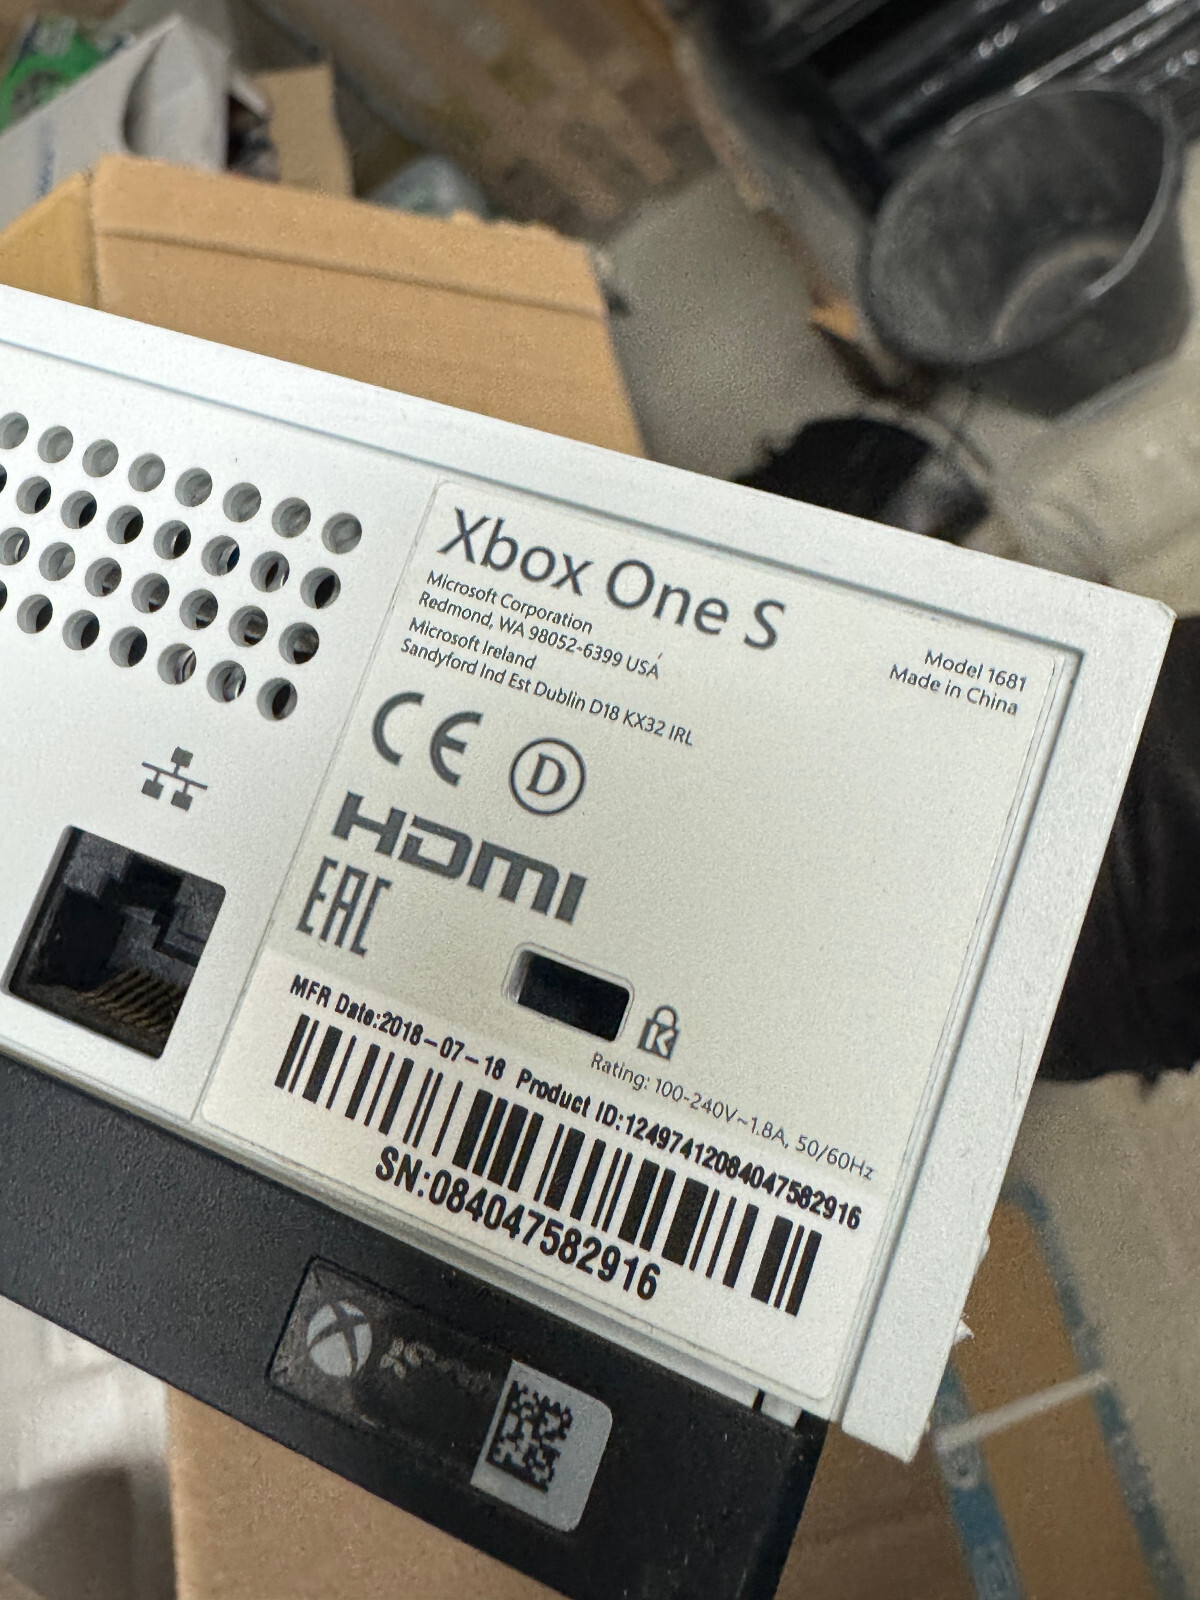 Xbox One S
Microsoft Corporation
Redmond, WA 98052-6399 USA
Microsoft Ireland
Sandyford Ind Est Dublin D18 KX32 IRL
Model 1681
Made in China
CE D
HDMI
EAC
K
Rating: 100-240V~1.8A, 50/60Hz
MFR Date:2018-07-18 Product ID:12497412084047582916
SN:084047582916